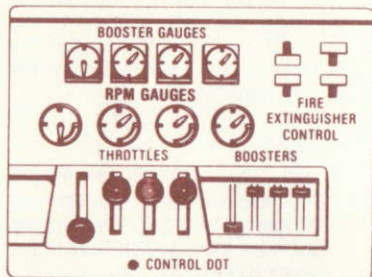 BOOSTER GAUGES
RPM GAUGES
FIRE
EXTINGUISHER
CONTROL
THROTTLES
BOOSTERS
CONTROL DOT